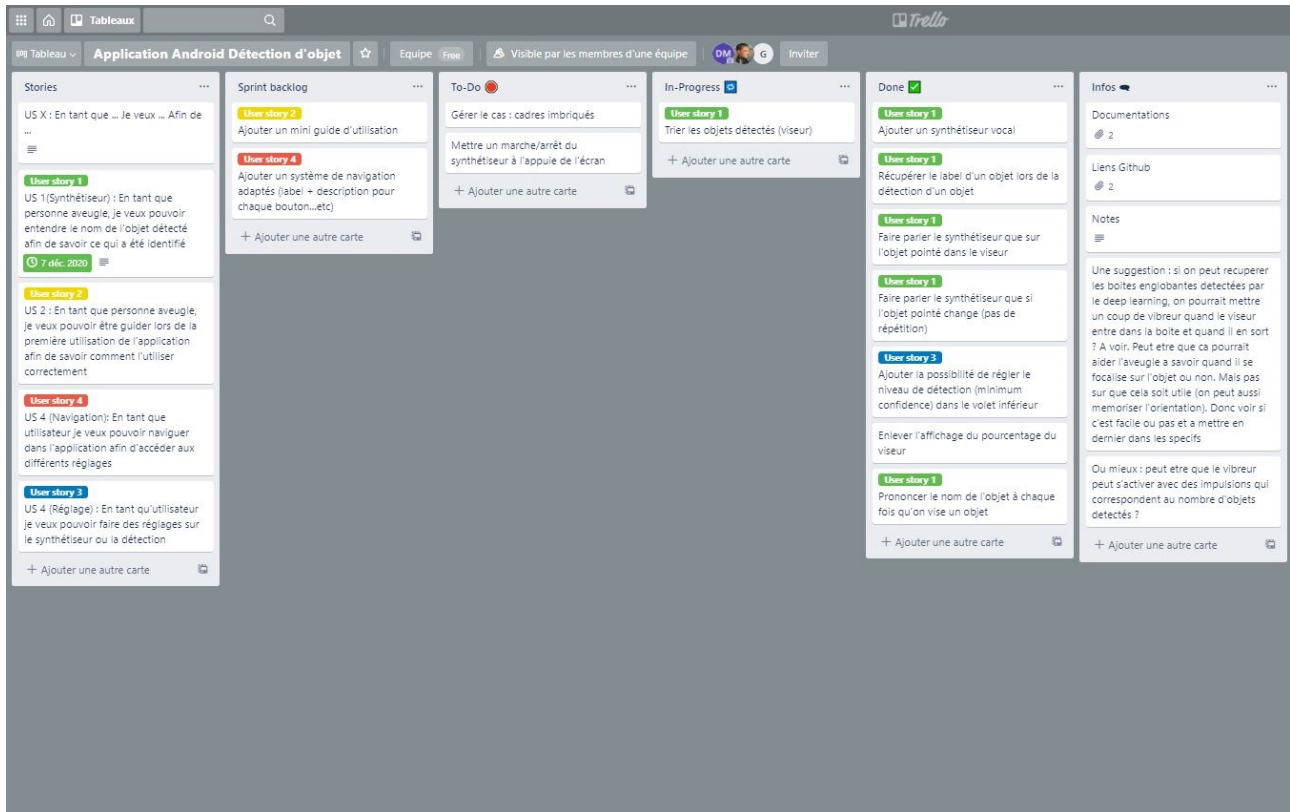 Tableaux
Trello
Tableau
Application Android Détection d'objet
Equipe Free
Visible par les membres d'une équipe
DM
G
Inviter
Stories
US X : En tant que ... Je veux ... Afin de
...
User story 1
US 1(Synthétiseur) : En tant que
personne aveugle, je veux pouvoir
entendre le nom de l'objet détecté
afin de savoir ce qui a été identifié
7 déc. 2020
User story 2
US 2 : En tant que personne aveugle,
je veux pouvoir être guider lors de la
première utilisation de l'application
afin de savoir comment l'utiliser
correctement
User story 4
US 4 (Navigation): En tant que
utilisateur je veux pouvoir naviguer
dans l'application afin d'accéder aux
différents réglages
User story 3
US 4 (Réglage) : En tant qu'utilisateur
je veux pouvoir faire des réglages sur
le synthétiseur ou la détection
+ Ajouter une autre carte
Sprint backlog
User story 2
Ajouter un mini guide d'utilisation
User story 4
Ajouter un système de navigation
adaptés (label + description pour
chaque bouton...etc)
+ Ajouter une autre carte
To-Do
Gérer le cas : cadres imbriqués
Mettre un marche/arrêt du
synthétiseur à l'appuie de l'écran
+ Ajouter une autre carte
In-Progress
User story 1
Trier les objets détectés (viseur)
+ Ajouter une autre carte
Done
User story 1
Ajouter un synthétiseur vocal
User story 1
Récupérer le label d'un objet lors de la
détection d'un objet
User story 1
Faire parler le synthétiseur que sur
l'objet pointé dans le viseur
User story 1
Faire parler le synthétiseur que si
l'objet pointé change (pas de
répétition)
User story 3
Ajouter la possibilité de régler le
niveau de détection (minimum
confidence) dans le volet inférieur
Enlever l'affichage du pourcentage du
viseur
User story 1
Prononcer le nom de l'objet à chaque
fois qu'on vise un objet
+ Ajouter une autre carte
Infos
Documentations
2
Liens Github
2
Notes
Une suggestion : si on peut recuperer
les boites englobantes detectées par
le deep learning, on pourrait mettre
un coup de vibreur quand le viseur
entre dans la boite et quand il en sort
? A voir. Peut etre que ca pourrait
aider l'aveugle a savoir quand il se
focalise sur l'objet ou non. Mais pas
sur que cela soit utile (on peut aussi
memoriser l'orientation). Donc voir si
c'est facile ou pas et a mettre en
dernier dans les specifs
Ou mieux : peut etre que le vibreur
peut s'activer avec des impulsions qui
correspondent au nombre d'objets
detectés ?
+ Ajouter une autre carte